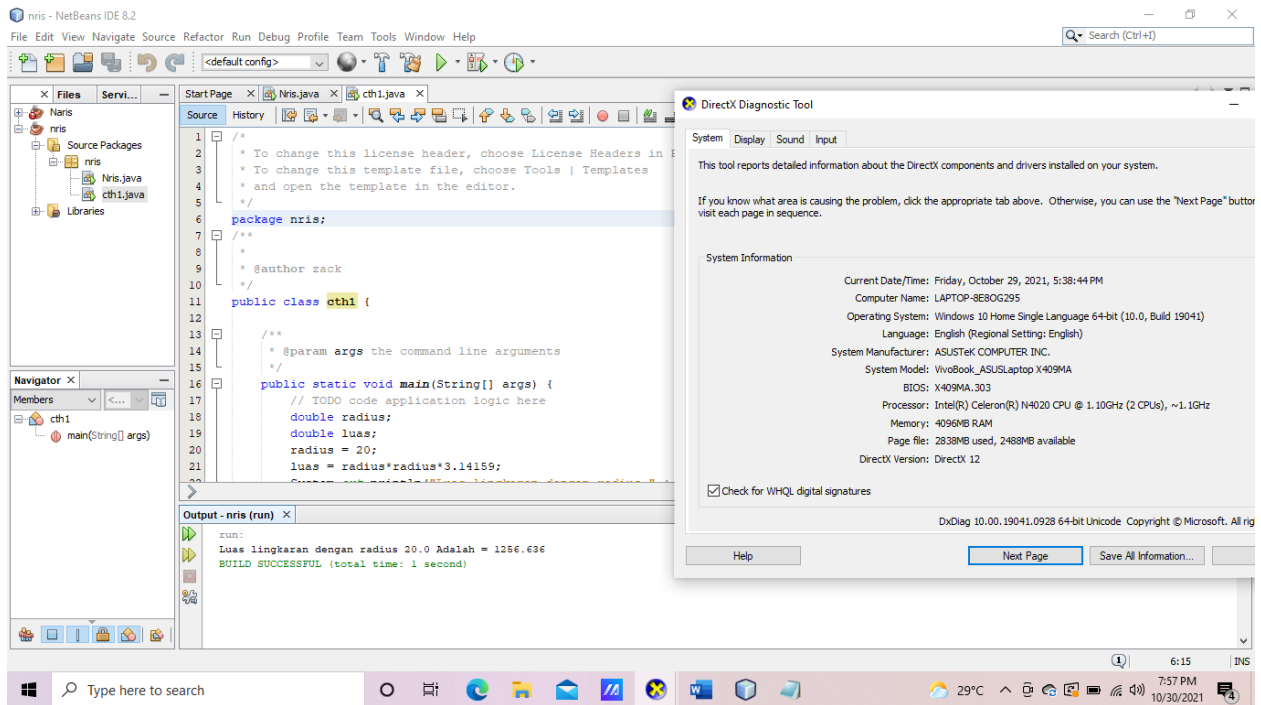 nris - NetBeans IDE 8.2
File Edit View Navigate Source Refactor Run Debug Profile Team Tools Window Help
Search (Ctrl+I)
<default config>
Files Servi...
Naris
nris
Source Packages
nris
Nris.java
cth1.java
Libraries
Navigator
Members
<...
cth1
main(String[] args)
Start Page Nris.java cth1.java
Source History
1 /*
2 * To change this license header, choose License Headers in P
3 * To change this template file, choose Tools | Templates
4 * and open the template in the editor.
5 */
6 package nris;
7 /**
8 *
9 * @author zack
10 */
11 public class cth1 {
12
13 /**
14 * @param args the command line arguments
15 */
16 public static void main(String[] args) {
17 // TODO code application logic here
18 double radius;
19 double luas;
20 radius = 20;
21 luas = radius*radius*3.14159;
Output - nris (run)
run:
Luas lingkaran dengan radius 20.0 Adalah = 1256.636
BUILD SUCCESSFUL (total time: 1 second)
DirectX Diagnostic Tool
System Display Sound Input
This tool reports detailed information about the DirectX components and drivers installed on your system.
If you know what area is causing the problem, click the appropriate tab above. Otherwise, you can use the "Next Page" button
visit each page in sequence.
System Information
Current Date/Time: Friday, October 29, 2021, 5:38:44 PM
Computer Name: LAPTOP-8E8OG295
Operating System: Windows 10 Home Single Language 64-bit (10.0, Build 19041)
Language: English (Regional Setting: English)
System Manufacturer: ASUSTeK COMPUTER INC.
System Model: VivoBook_ASUSLaptop X409MA
BIOS: X409MA.303
Processor: Intel(R) Celeron(R) N4020 CPU @ 1.10GHz (2 CPUs), ~1.1GHz
Memory: 4096MB RAM
Page file: 2838MB used, 2488MB available
DirectX Version: DirectX 12
Check for WHQL digital signatures
DxDiag 10.00.19041.0928 64-bit Unicode Copyright © Microsoft. All rig
Help Next Page Save All Information...
1 6:15 INS
Type here to search
29°C
7:57 PM
10/30/2021
4